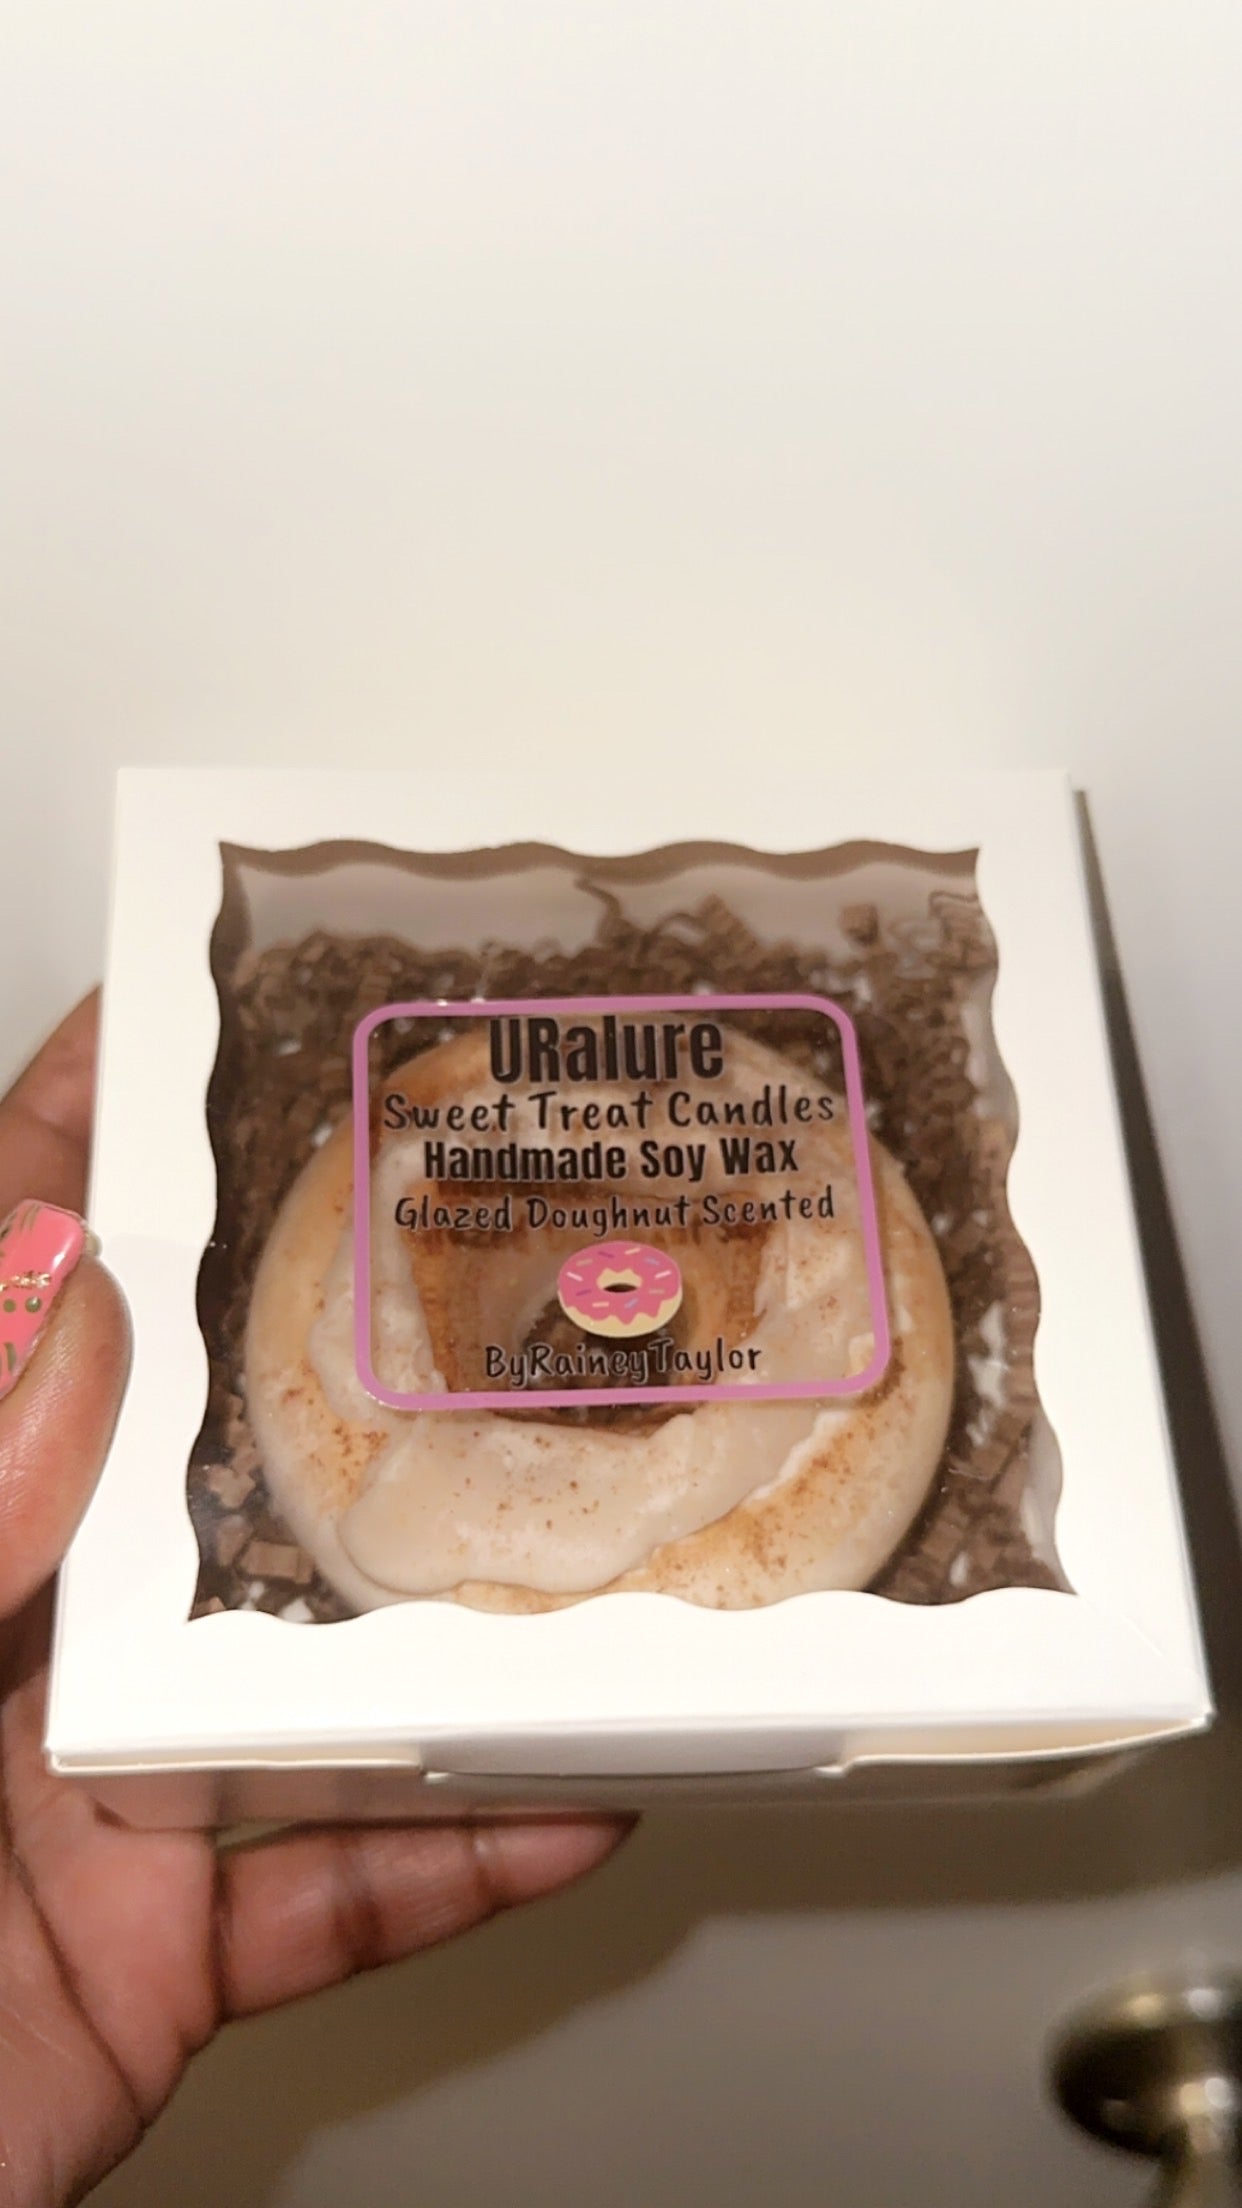 URalure
Sweet Treat Candles
Handmade Soy Wax
Glazed Doughnut Scented
ByRaineyTaylor